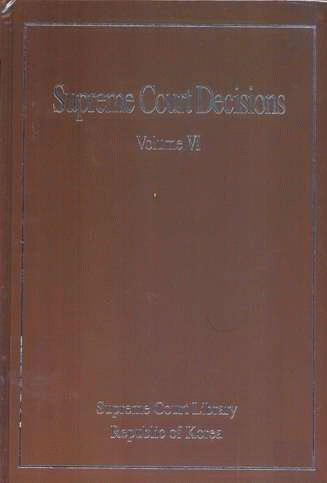 Supreme Court Decisions
Volume VI
Supreme Court Library
Republic of Korea